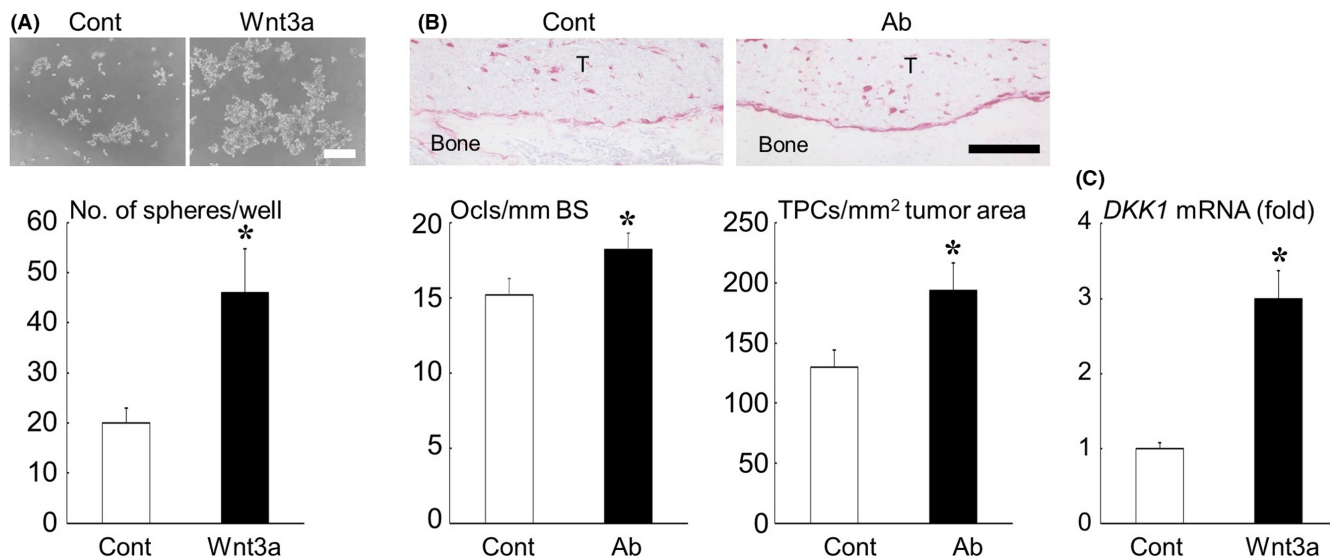 (A) Cont Wnt3a
(B) Cont Ab
T T
Bone Bone
No. of spheres/well
60
50
40
30
20
10
0
*
Cont Wnt3a
Ocls/mm BS
20
15
10
5
0
*
Cont Ab
TPCs/mm² tumor area
250
200
150
100
50
0
*
Cont Ab
(C)
DKK1 mRNA (fold)
4
3
2
1
0
*
Cont Wnt3a